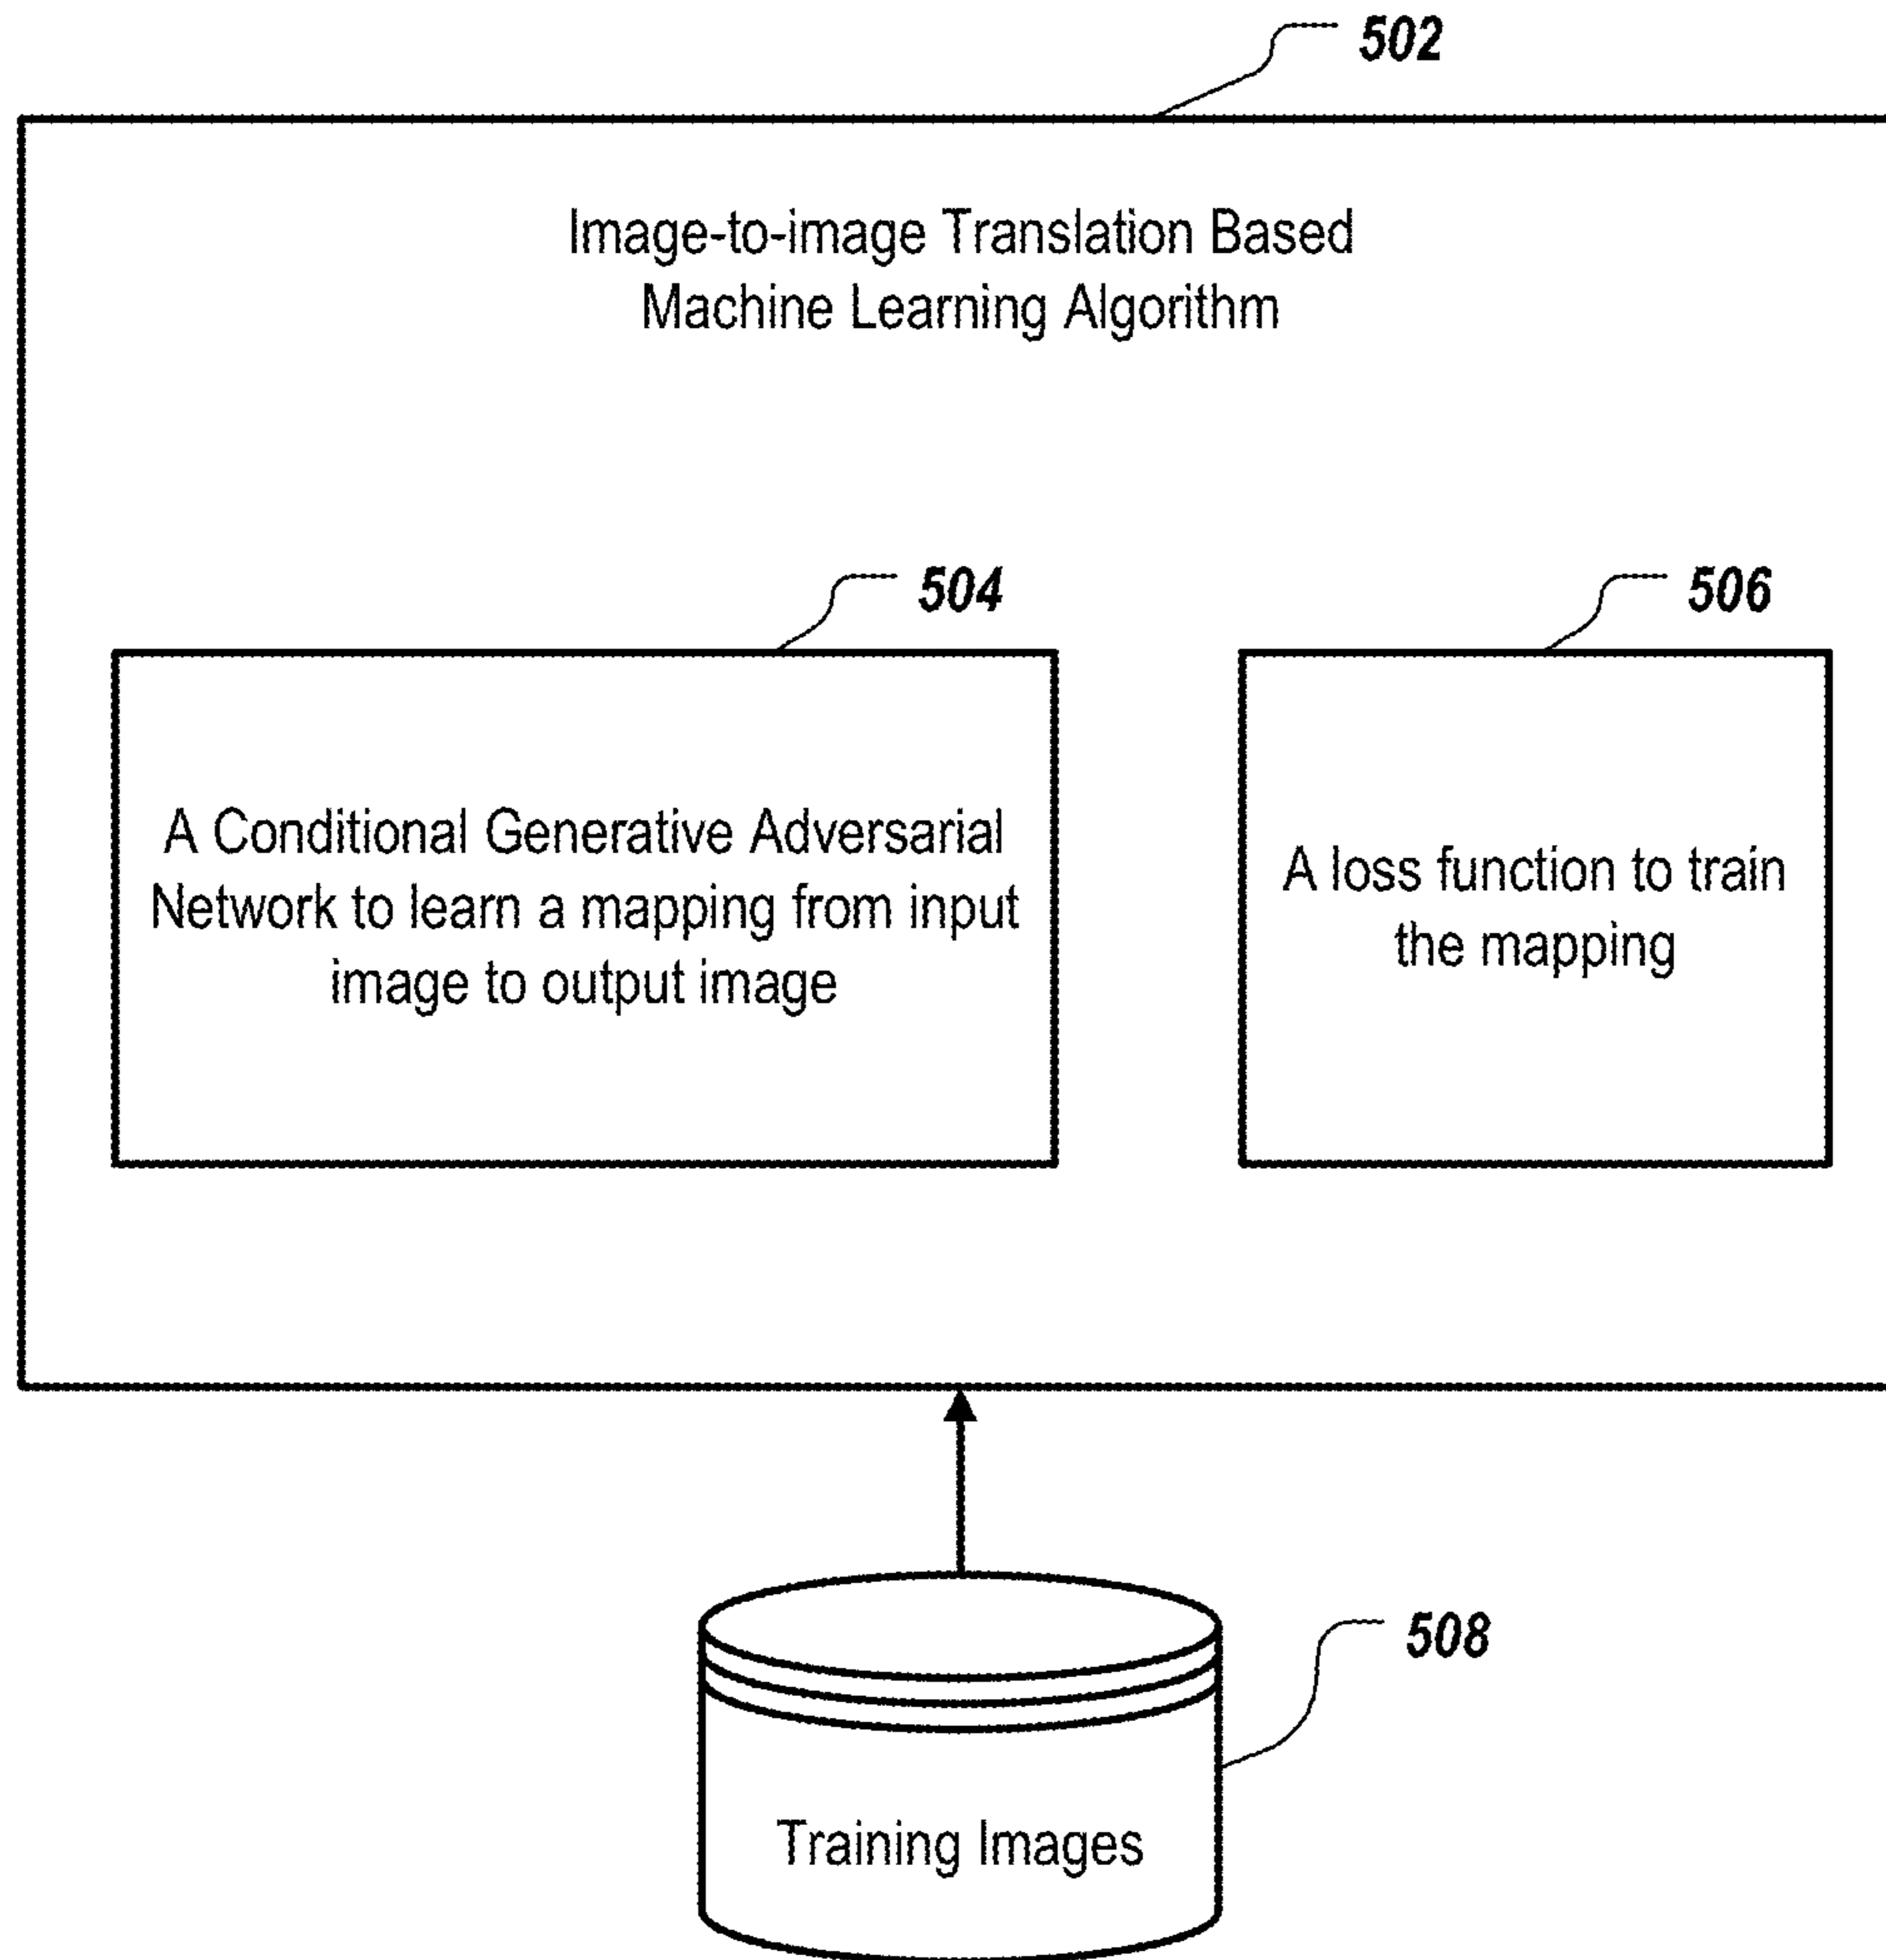 502
Image-to-image Translation Based
Machine Learning Algorithm
504
506
A Conditional Generative Adversarial
Network to learn a mapping from input
image to output image
A loss function to train
the mapping
508
Training Images